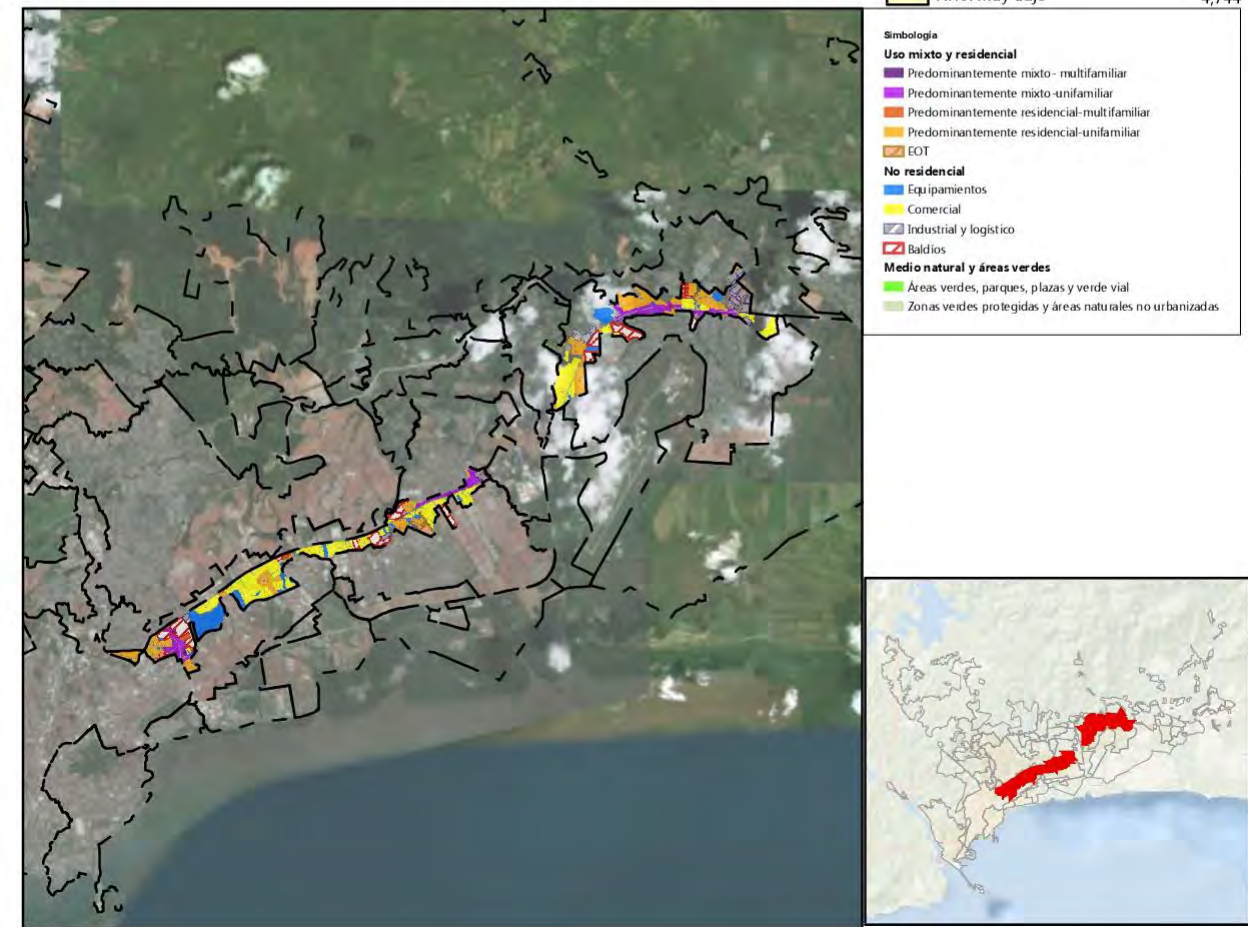 4,744
Simbología
Uso mixto y residencial
Predominantemente mixto- multifamiliar
Predominantemente mixto-unifamiliar
Predominantemente residencial-multifamiliar
Predominantemente residencial-unifamiliar
EOT
No residencial
Equipamientos
Comercial
Industrial y logístico
Baldíos
Medio natural y áreas verdes
Áreas verdes, parques, plazas y verde vial
Zonas verdes protegidas y áreas naturales no urbanizadas